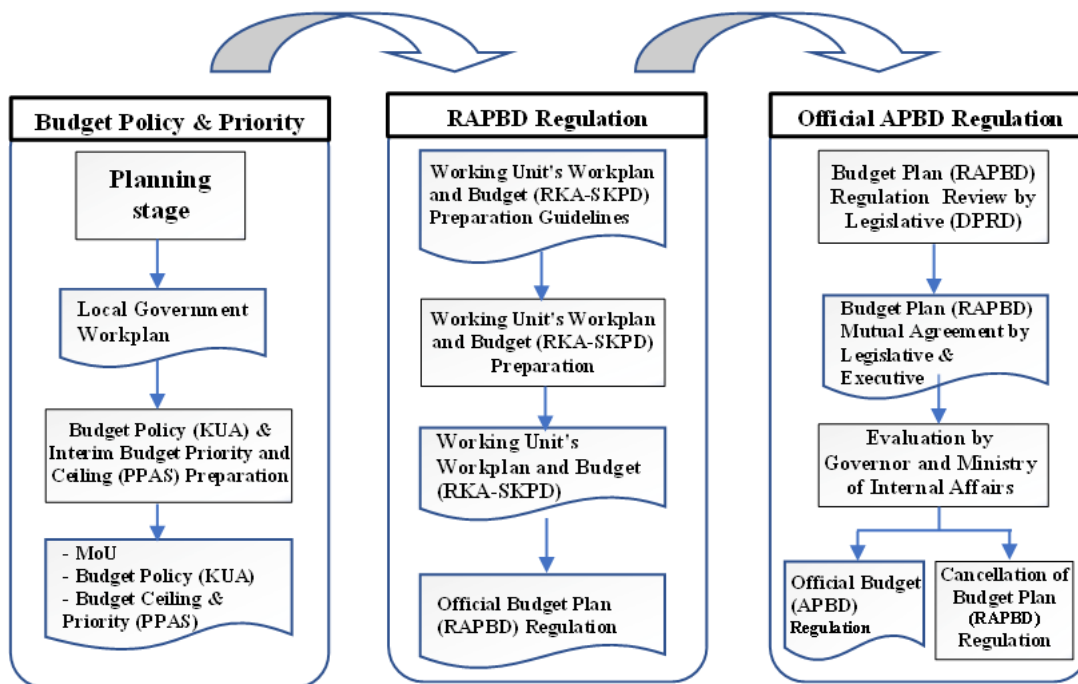 Budget Policy & Priority
Planning
stage
Local Government
Workplan
Budget Policy (KUA) &
Interim Budget Priority and
Ceiling (PPAS) Preparation
- MoU
- Budget Policy (KUA)
- Budget Ceiling &
Priority (PPAS)
RAPBD Regulation
Working Unit's Workplan
and Budget (RKA-SKPD)
Preparation Guidelines
Working Unit's Workplan
and Budget (RKA-SKPD)
Preparation
Working Unit's
Workplan and Budget
(RKA-SKPD)
Official Budget Plan
(RAPBD) Regulation
Official APBD Regulation
Budget Plan (RAPBD)
Regulation Review by
Legislative (DPRD)
Budget Plan (RAPBD)
Mutual Agreement by
Legislative &
Executive
Evaluation by
Governor and Ministry
of Internal Affairs
Official Budget
(APBD)
Regulation
Cancellation of
Budget Plan
(RAPBD)
Regulation